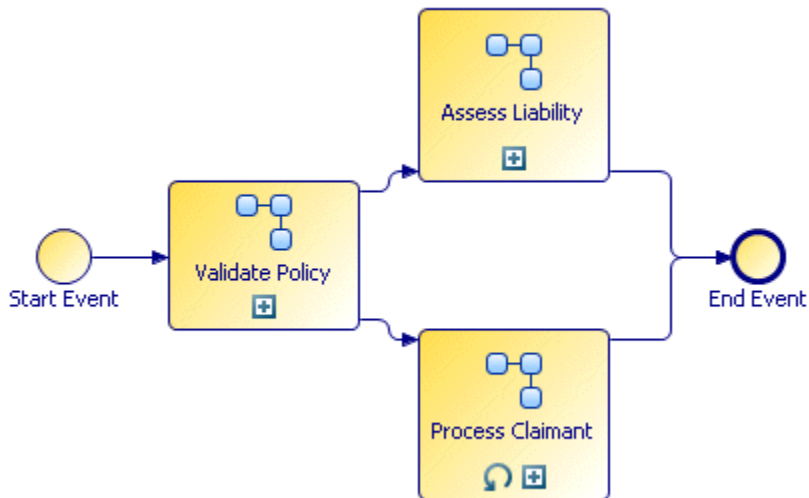 Assess Liability
Validate Policy
Start Event
End Event
Process Claimant